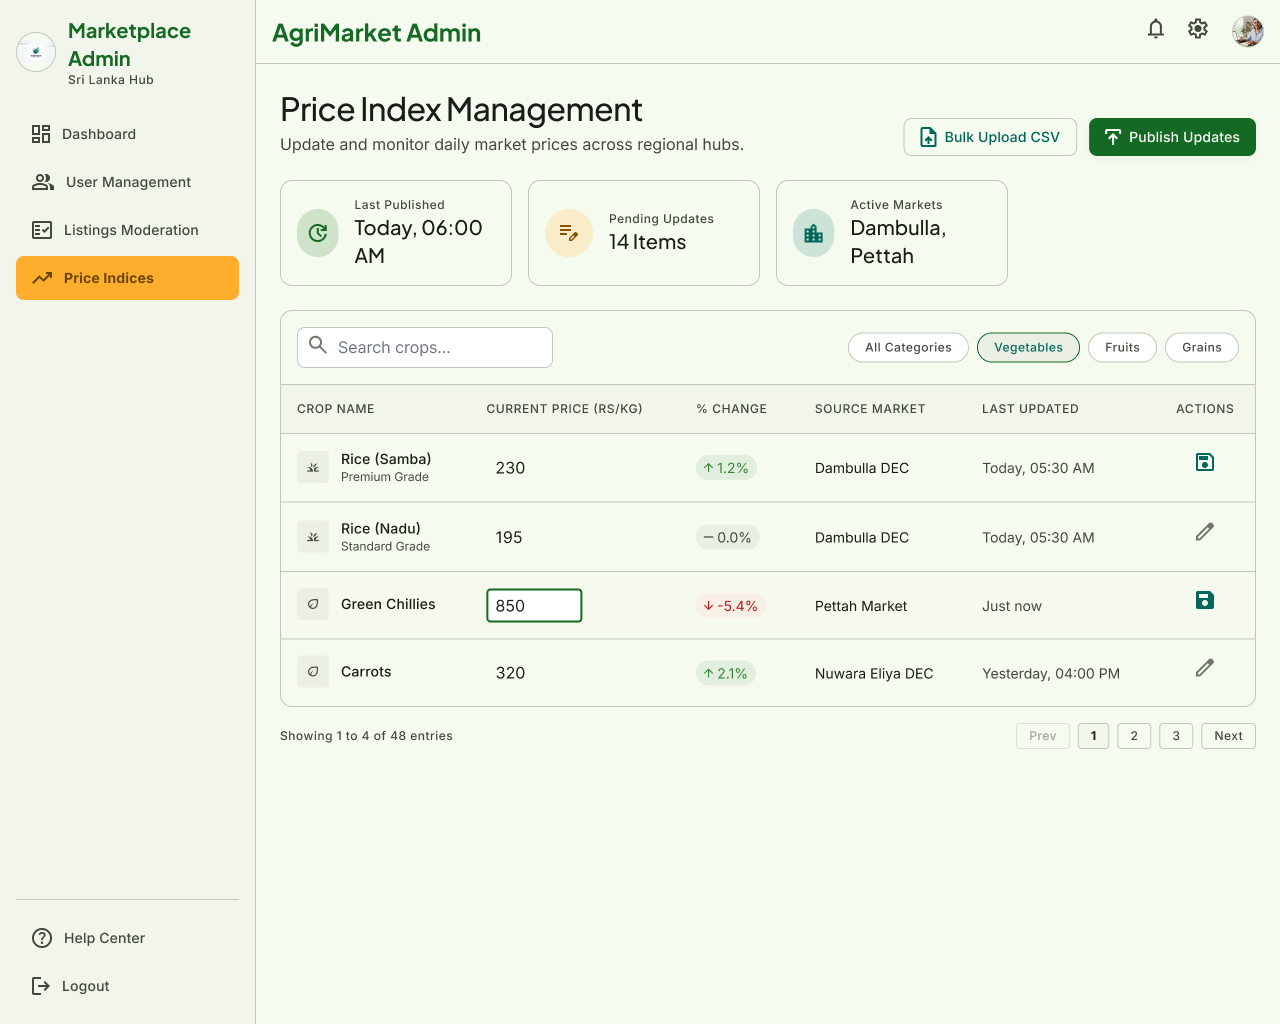 Marketplace
Admin
Sri Lanka Hub
Dashboard
User Management
Listings Moderation
Price Indices
Help Center
Logout
AgriMarket Admin
Price Index Management
Update and monitor daily market prices across regional hubs.
Bulk Upload CSV
Publish Updates
Last Published
Today, 06:00
AM
Pending Updates
14 Items
Active Markets
Dambulla,
Pettah
Search crops...
All Categories
Vegetables
Fruits
Grains
CROP NAME CURRENT PRICE (RS/KG) % CHANGE SOURCE MARKET LAST UPDATED ACTIONS
Rice (Samba)
Premium Grade
230
1.2%
Dambulla DEC
Today, 05:30 AM
Rice (Nadu)
Standard Grade
195
0.0%
Dambulla DEC
Today, 05:30 AM
Green Chillies
850
-5.4%
Pettah Market
Just now
Carrots
320
2.1%
Nuwara Eliya DEC
Yesterday, 04:00 PM
Showing 1 to 4 of 48 entries
Prev 1 2 3 Next